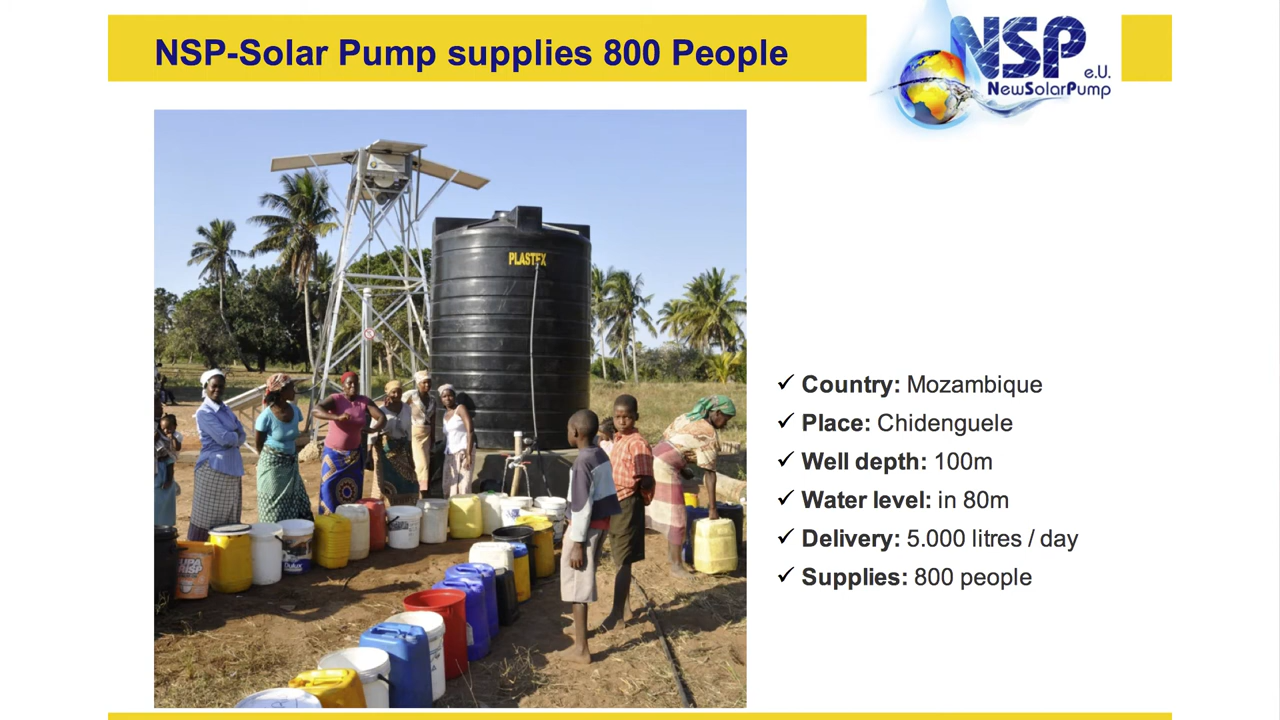 NSP-Solar Pump supplies 800 People
NSP
e.U.
NewSolarPump
PLASTEX
Dulux
✓ Country: Mozambique
✓ Place: Chidenguele
✓ Well depth: 100m
✓ Water level: in 80m
✓ Delivery: 5.000 litres / day
✓ Supplies: 800 people